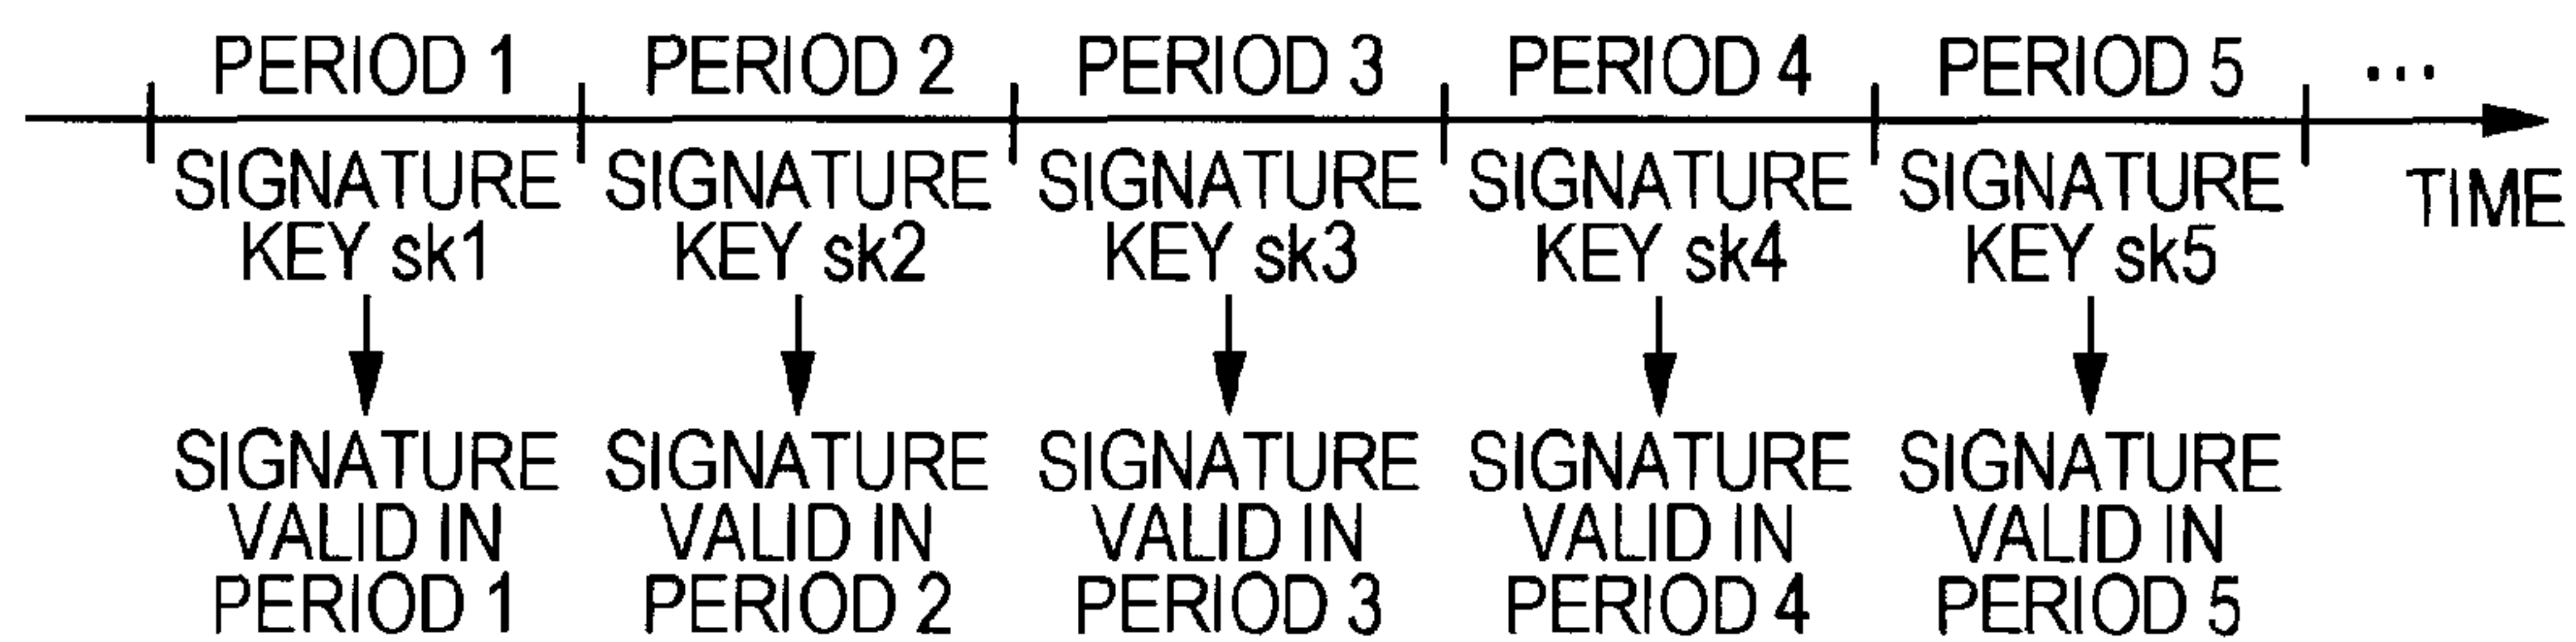 PERIOD 1 PERIOD 2 PERIOD 3 PERIOD 4 PERIOD 5 ...
SIGNATURE SIGNATURE SIGNATURE SIGNATURE SIGNATURE TIME
KEY sk1 KEY sk2 KEY sk3 KEY sk4 KEY sk5
SIGNATURE SIGNATURE SIGNATURE SIGNATURE SIGNATURE
VALID IN VALID IN VALID IN VALID IN VALID IN
PERIOD 1 PERIOD 2 PERIOD 3 PERIOD 4 PERIOD 5